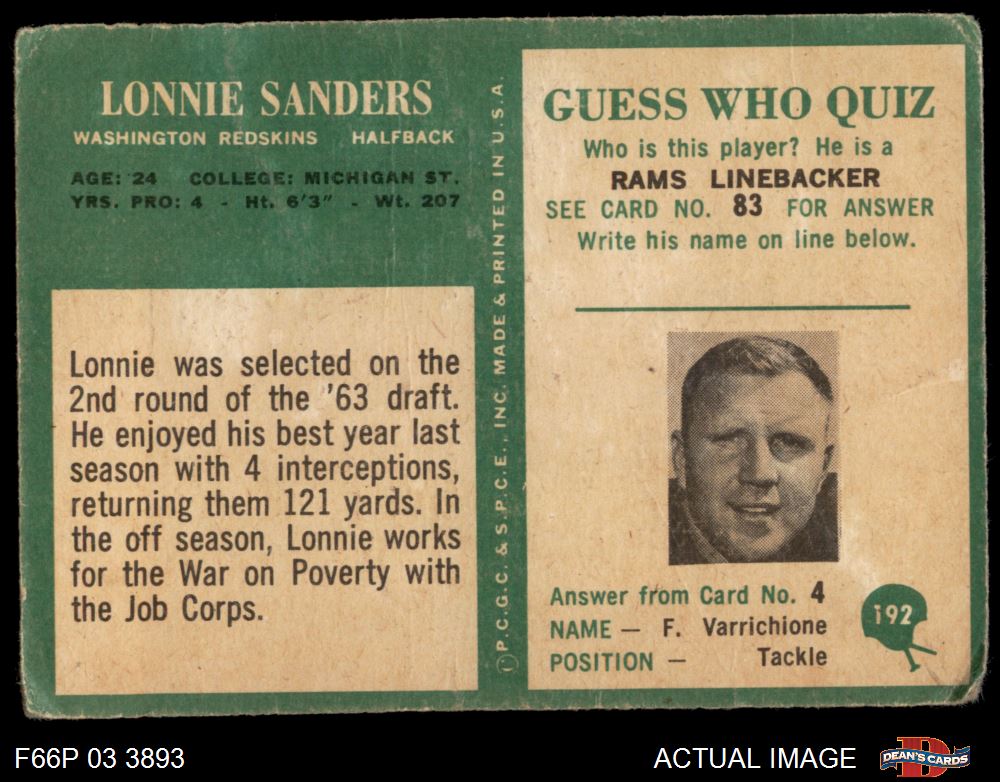 LONNIE SANDERS
WASHINGTON REDSKINS HALFBACK
AGE: 24 COLLEGE: MICHIGAN ST.
YRS. PRO: 4 - Ht. 6'3" - Wt. 207
Lonnie was selected on the
2nd round of the '63 draft.
He enjoyed his best year last
season with 4 interceptions,
returning them 121 yards. In
the off season, Lonnie works
for the War on Poverty with
the Job Corps.
Ⓒ P.C.G.C. & S.P.C.E., INC. MADE & PRINTED IN U.S.A.
GUESS WHO QUIZ
Who is this player? He is a
RAMS LINEBACKER
SEE CARD NO. 83 FOR ANSWER
Write his name on line below.
Answer from Card No. 4
NAME — F. Varrichione
POSITION — Tackle
192
F66P 03 3893
ACTUAL IMAGE
DEAN'S CARDS